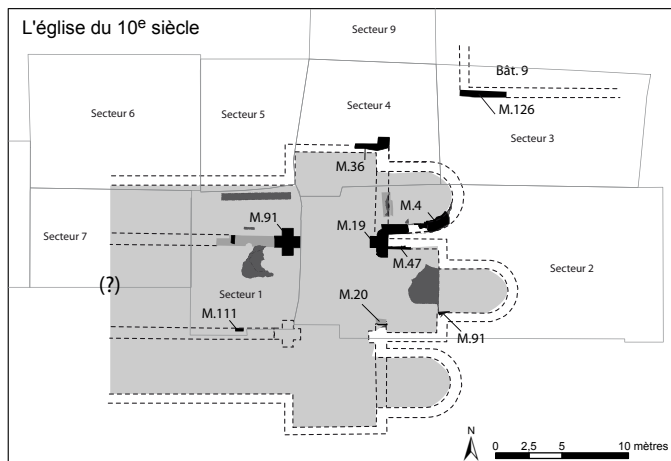 L'église du 10e siècle
Secteur 9
Bât. 9
Secteur 6
Secteur 5
Secteur 4
M.126
Secteur 3
M.36
M.91
M.4
M.19
Secteur 7
M.47
Secteur 2
(?)
Secteur 1
M.20
M.111
M.91
N
0 2,5 5 10 mètres